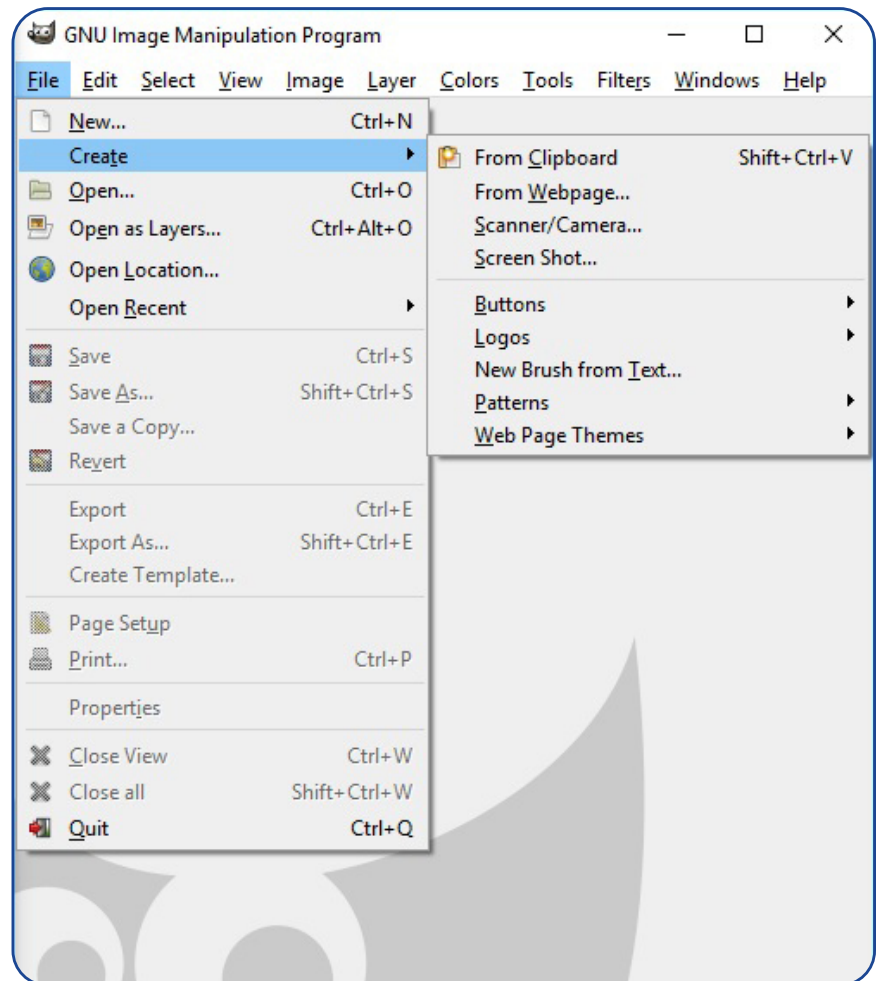 GNU Image Manipulation Program
File Edit Select View Image Layer Colors Tools Filters Windows Help
New... Ctrl+N
Create
Open... Ctrl+O
Open as Layers... Ctrl+Alt+O
Open Location...
Open Recent
Save Ctrl+S
Save As... Shift+Ctrl+S
Save a Copy...
Revert
Export Ctrl+E
Export As... Shift+Ctrl+E
Create Template...
Page Setup
Print... Ctrl+P
Properties
Close View Ctrl+W
Close all Shift+Ctrl+W
Quit Ctrl+Q
From Clipboard Shift+Ctrl+V
From Webpage...
Scanner/Camera...
Screen Shot...
Buttons
Logos
New Brush from Text...
Patterns
Web Page Themes